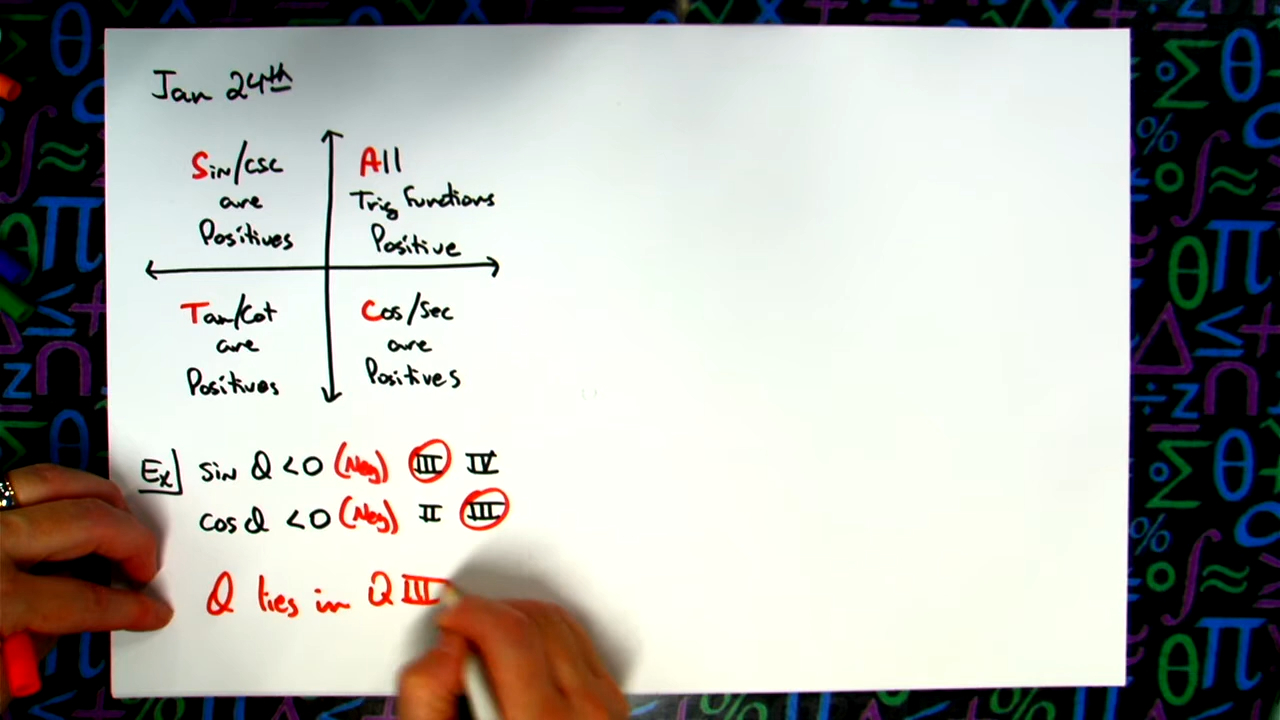 Jan 24th
Sin/csc
are
Positives
All
Trig Functions
Positive
Tan/Cot
are
Positives
Cos/Sec
are
Positives
Ex] sin θ <0 (Neg) III IV
cos θ <0 (Neg) II III
θ lies in QIII